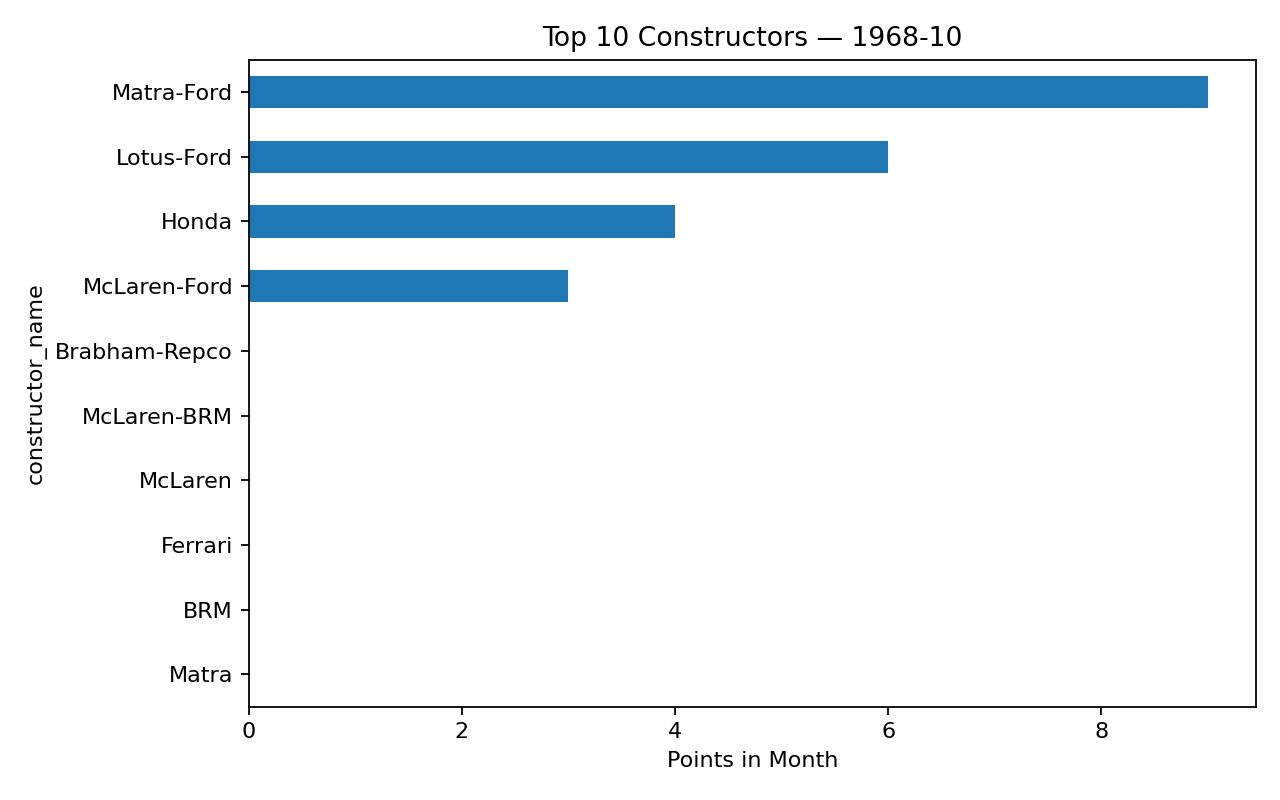 Top 10 Constructors — 1968-10
Matra-Ford
Lotus-Ford
Honda
McLaren-Ford
Brabham-Repco
McLaren-BRM
McLaren
Ferrari
BRM
Matra
constructor_name
0 2 4 6 8
Points in Month